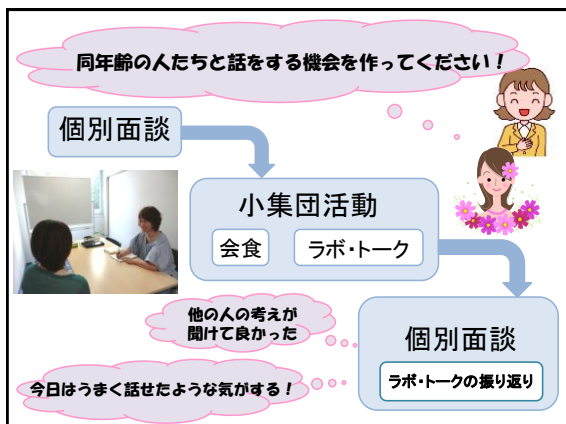 同年齢の人たちと話をする機会を作ってください！
個別面談
小集団活動
会食
ラボ・トーク
他の人の考えが
聞けて良かった
個別面談
ラボ・トークの振り返り
今日はうまく話せたような気がする！